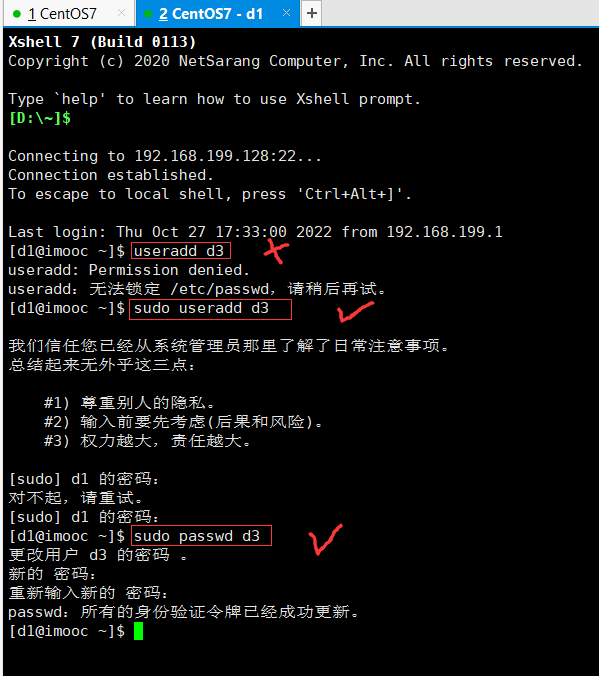 1 CentOS7 × 2 CentOS7 - d1 × +
Xshell 7 (Build 0113)
Copyright (c) 2020 NetSarang Computer, Inc. All rights reserved.
Type `help' to learn how to use Xshell prompt.
[D:\~]$
Connecting to 192.168.199.128:22...
Connection established.
To escape to local shell, press 'Ctrl+Alt+]'.
Last login: Thu Oct 27 17:33:00 2022 from 192.168.199.1
[d1@imooc ~]$ useradd d3
useradd: Permission denied.
useradd：无法锁定 /etc/passwd，请稍后再试。
[d1@imooc ~]$ sudo useradd d3
我们信任您已经从系统管理员那里了解了日常注意事项。
总结起来无外乎这三点：
#1) 尊重别人的隐私。
#2) 输入前要先考虑(后果和风险)。
#3) 权力越大，责任越大。
[sudo] d1 的密码：
对不起，请重试。
[sudo] d1 的密码：
[d1@imooc ~]$ sudo passwd d3
更改用户 d3 的密码 。
新的 密码：
重新输入新的 密码：
passwd：所有的身份验证令牌已经成功更新。
[d1@imooc ~]$